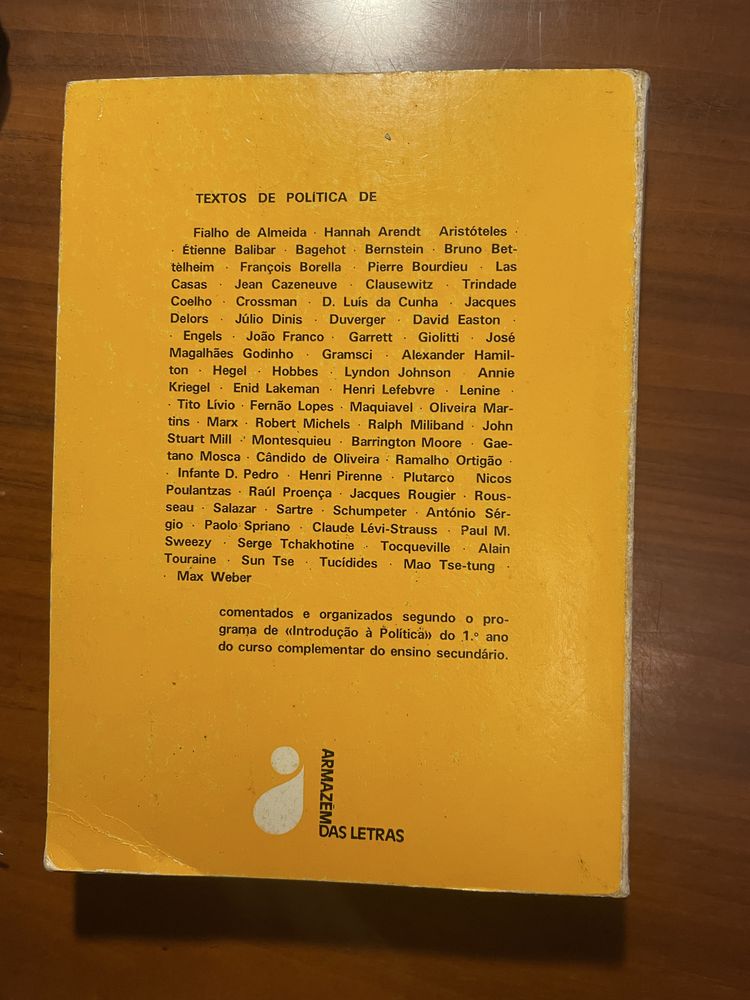 TEXTOS DE POLÍTICA DE
Fialho de Almeida · Hannah Arendt Aristóteles ·
· Étienne Balibar · Bagehot · Bernstein · Bruno Bet-
telheim · François Borella · Pierre Bourdieu · Las
Casas · Jean Cazeneuve · Clausewitz · Trindade
Coelho · Crossman · D. Luís da Cunha · Jacques
Delors · Júlio Dinis · Duverger · David Easton ·
· Engels · João Franco · Garrett · Giolitti · José
Magalhães Godinho · Gramsci · Alexander Hamil-
ton · Hegel · Hobbes · Lyndon Johnson · Annie
Kriegel · Enid Lakeman · Henri Lefebvre · Lenine ·
· Tito Lívio · Fernão Lopes · Maquiavel · Oliveira Mar-
tins · Marx · Robert Michels · Ralph Miliband · John
Stuart Mill · Montesquieu · Barrington Moore · Gae-
tano Mosca · Cândido de Oliveira · Ramalho Ortigão ·
· Infante D. Pedro · Henri Pirenne · Plutarco Nicos
Poulantzas · Raúl Proença · Jacques Rougier · Rous-
seau · Salazar · Sartre · Schumpeter · António Sér-
gio · Paolo Spriano · Claude Lévi-Strauss · Paul M.
Sweezy · Serge Tchakhotine · Tocqueville · Alain
Touraine · Sun Tse · Tucídides · Mao Tse-tung ·
· Max Weber
comentados e organizados segundo o pro-
grama de «Introdução à Política» do 1.º ano
do curso complementar do ensino secundário.
ARMAZÉM
DAS LETRAS